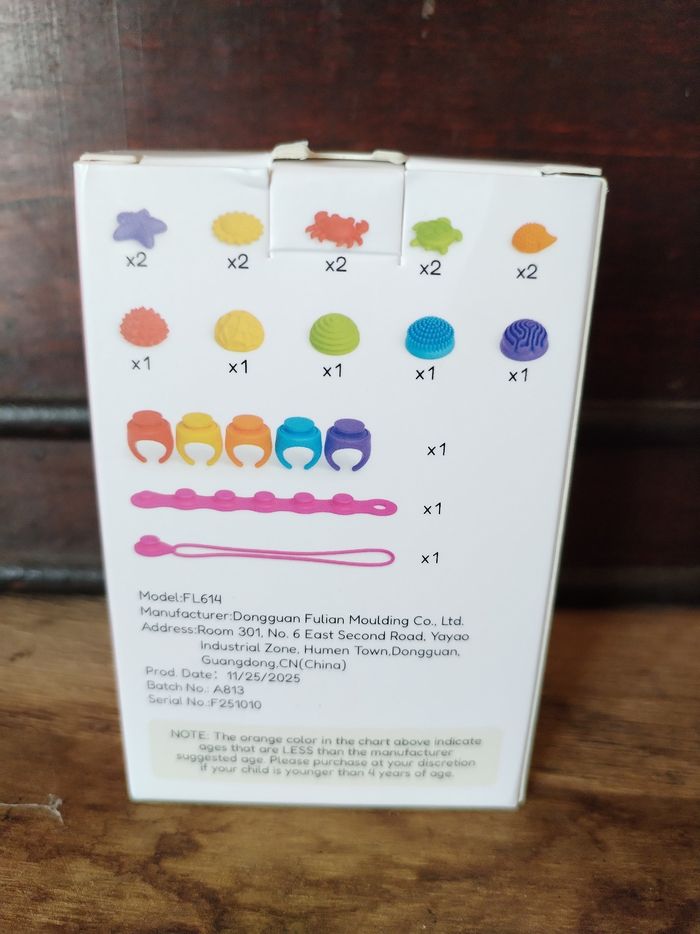 x2 x2 x2 x2 x2
x1 x1 x1 x1 x1
x1
x1
x1
Model:FL614
Manufacturer:Dongguan Fulian Moulding Co., Ltd.
Address:Room 301, No. 6 East Second Road, Yayao
Industrial Zone, Humen Town,Dongguan,
Guangdong,CN(China)
Prod. Date: 11/25/2025
Batch No.: A813
Serial No.:F251010
NOTE: The orange color in the chart above indicate
ages that are LESS than the manufacturer
suggested age. Please purchase at your discretion
if your child is younger than 4 years of age.